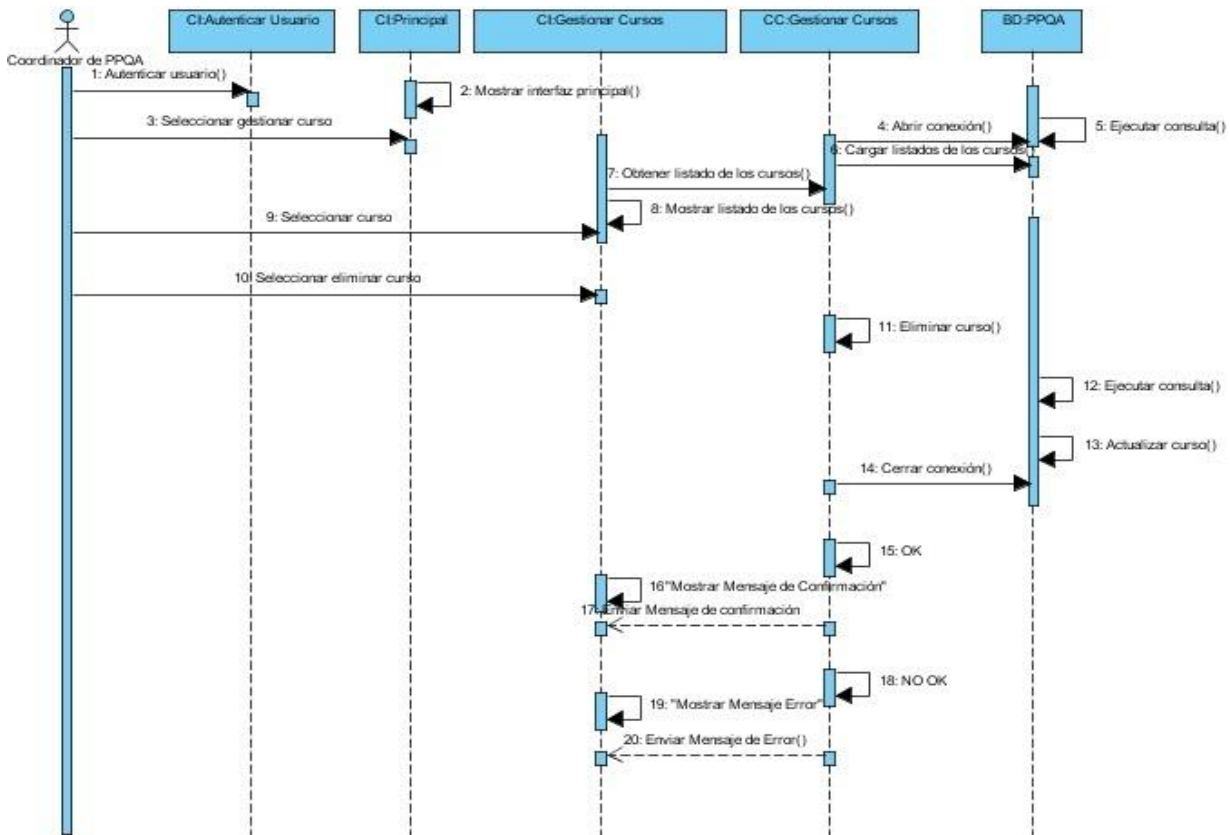 CI:Autenticar Usuario
CI:Principal
CI:Gestionar Cursos
CC:Gestionar Cursos
BD:PPQA
Coordinador de PPQA
1: Autenticar usuario()
2: Mostrar interfaz principal()
3: Seleccionar gestionar curso
4: Abrir conexión()
5: Ejecutar consulta()
6: Cargar listados de los cursos()
7: Obtener listado de los cursos()
8: Mostrar listado de los cursos()
9: Seleccionar curso
10: Seleccionar eliminar curso
11: Eliminar curso()
12: Ejecutar consulta()
13: Actualizar curso()
14: Cerrar conexión()
15: OK
16"Mostrar Mensaje de Confirmación"
17: Enviar Mensaje de confirmación
18: NO OK
19: "Mostrar Mensaje Error"
20: Enviar Mensaje de Error()